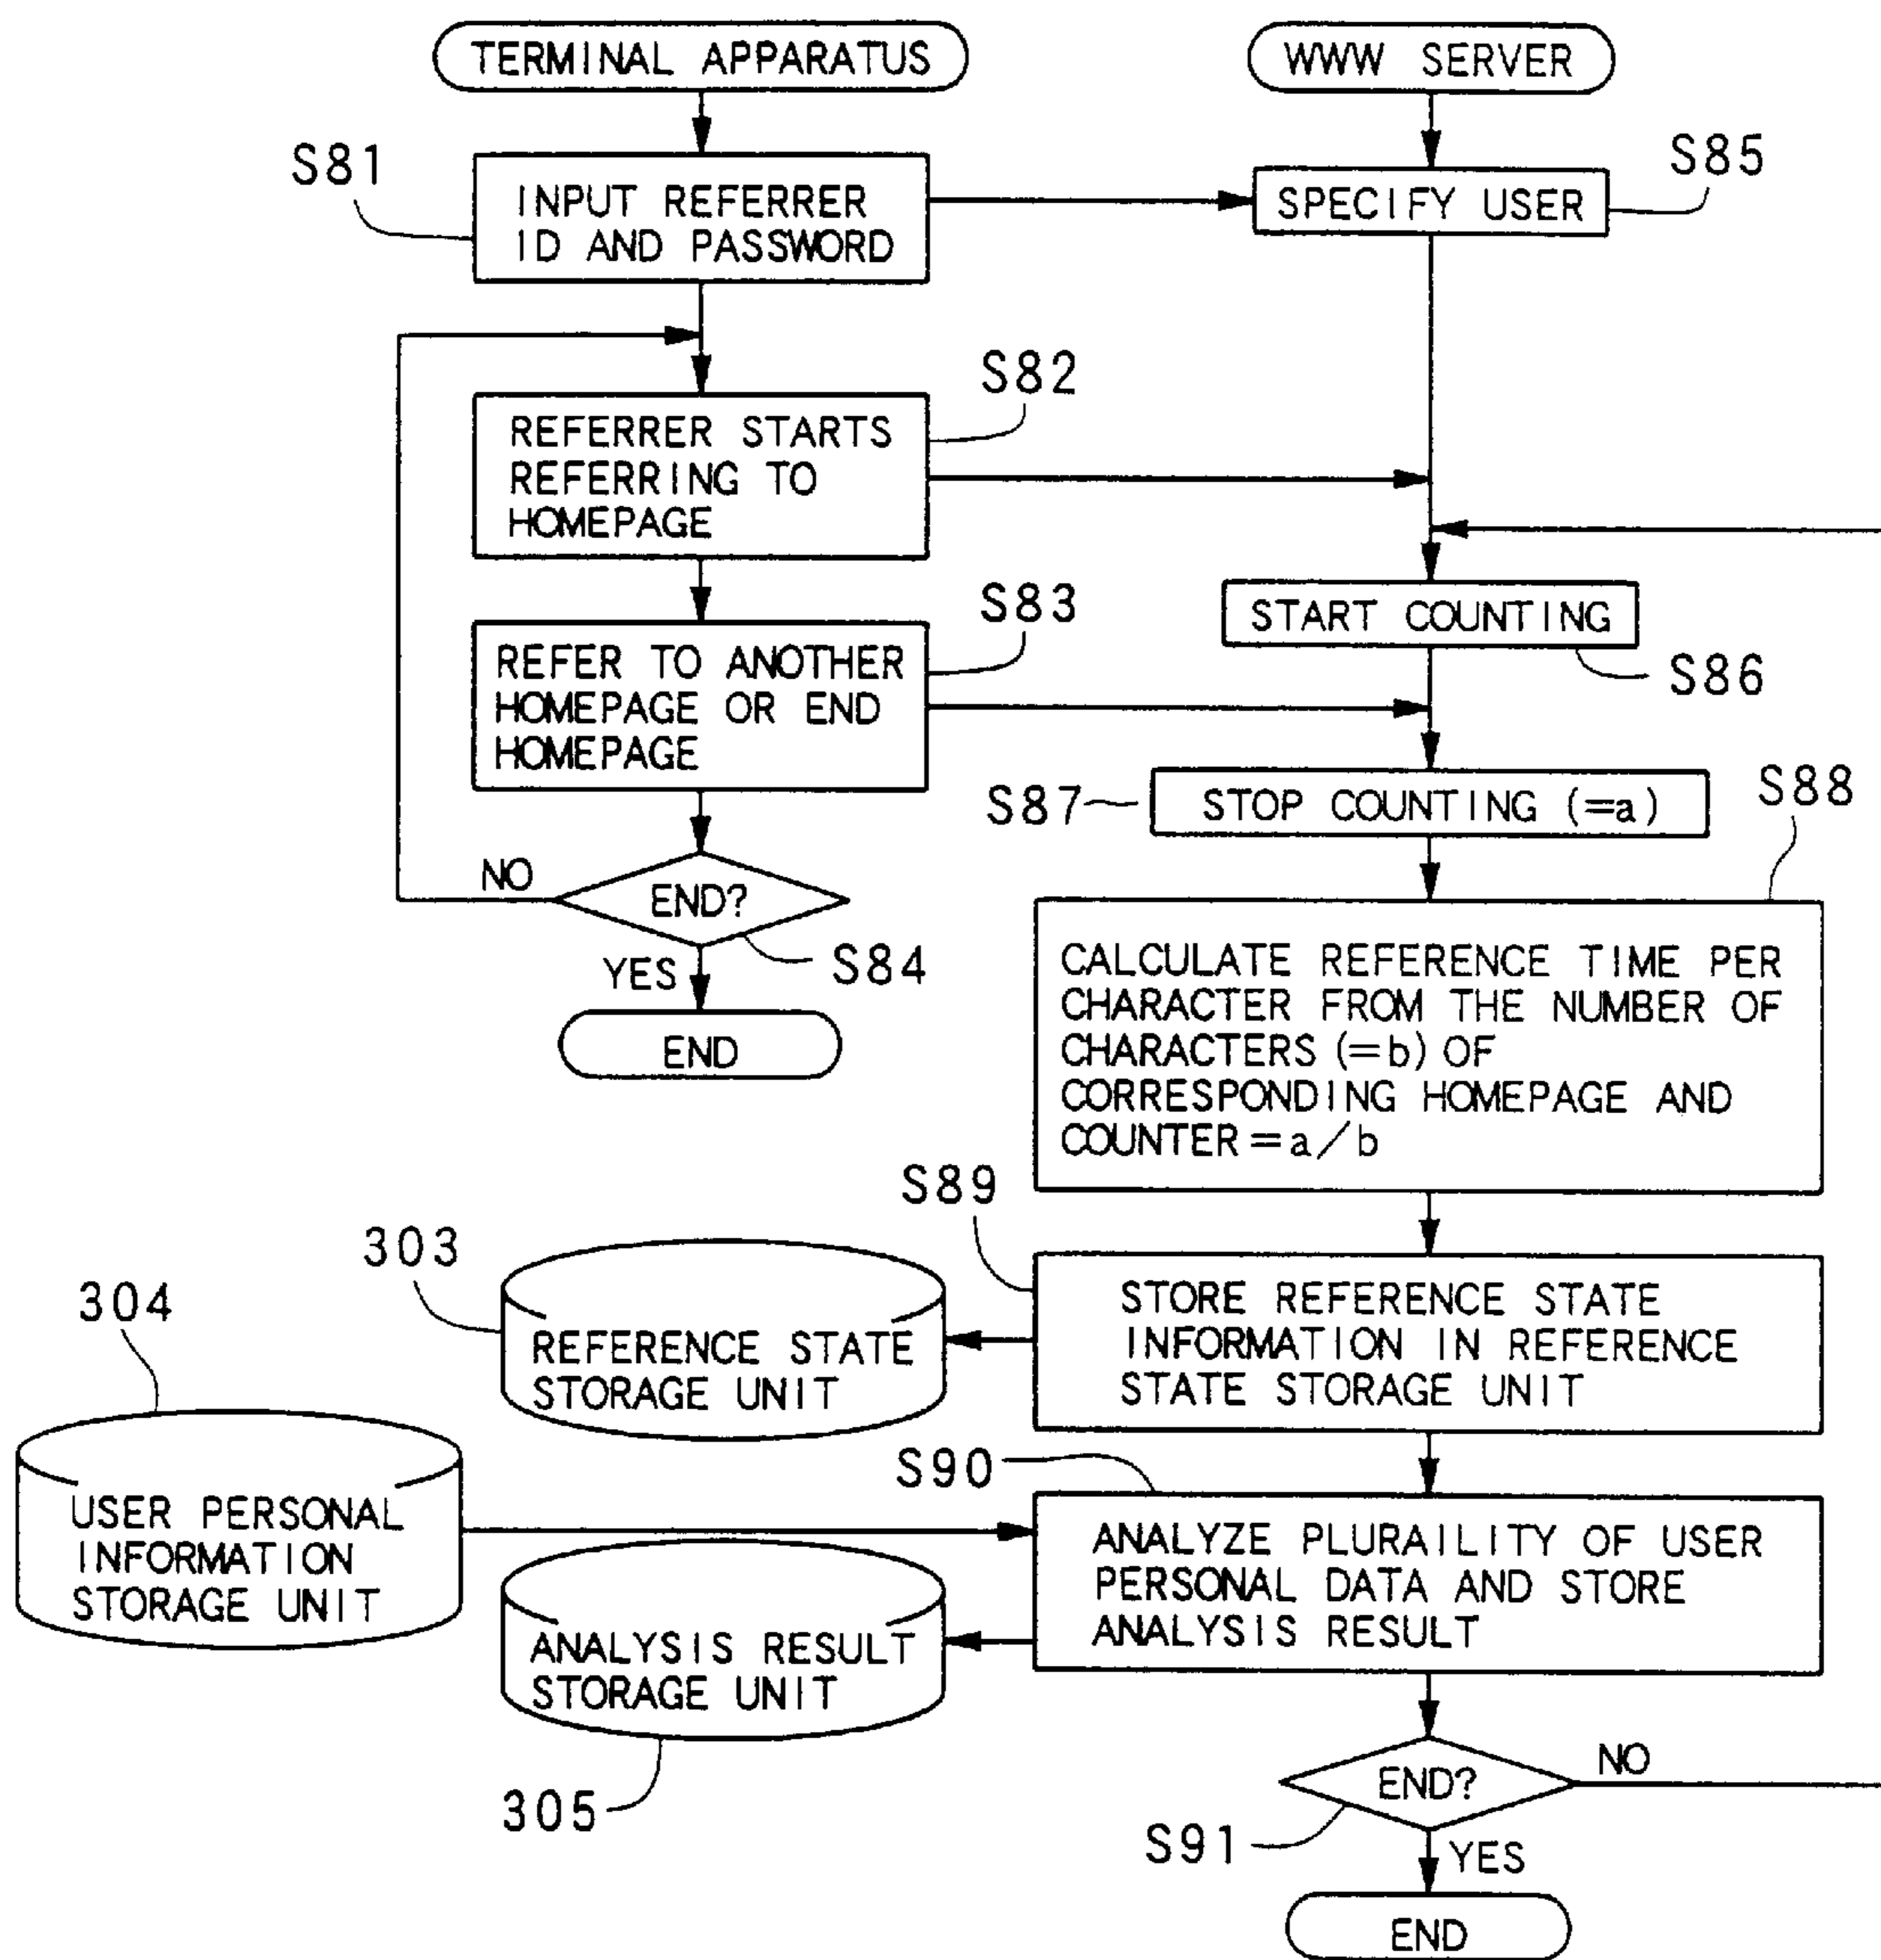 TERMINAL APPARATUS
WWW SERVER
S81
INPUT REFERRER
ID AND PASSWORD
SPECIFY USER
S85
S82
REFERRER STARTS
REFERRING TO
HOMEPAGE
START COUNTING
S86
S83
REFER TO ANOTHER
HOMEPAGE OR END
HOMEPAGE
S87
STOP COUNTING (=a)
S88
NO
END?
S84
YES
END
CALCULATE REFERENCE TIME PER
CHARACTER FROM THE NUMBER OF
CHARACTERS (=b) OF
CORRESPONDING HOMEPAGE AND
COUNTER=a/b
S89
303
REFERENCE STATE
STORAGE UNIT
STORE REFERENCE STATE
INFORMATION IN REFERENCE
STATE STORAGE UNIT
304
USER PERSONAL
INFORMATION
STORAGE UNIT
S90
ANALYZE PLURAILITY OF USER
PERSONAL DATA AND STORE
ANALYSIS RESULT
ANALYSIS RESULT
STORAGE UNIT
305
END?
NO
S91
YES
END